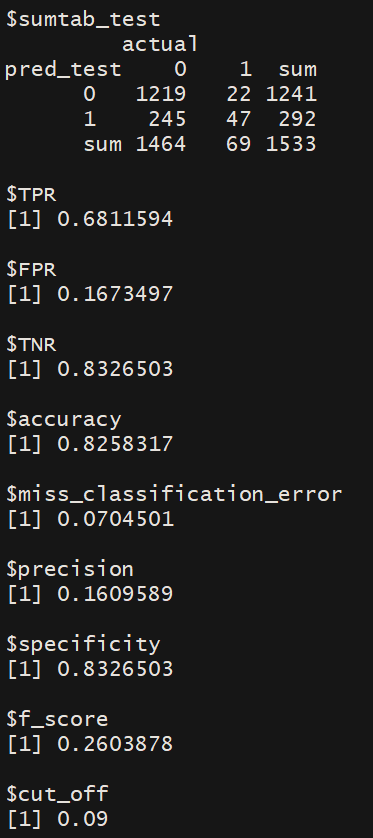 $sumtab_test
actual
pred_test 0 1 sum
0 1219 22 1241
1 245 47 292
sum 1464 69 1533
$TPR
[1] 0.6811594
$FPR
[1] 0.1673497
$TNR
[1] 0.8326503
$accuracy
[1] 0.8258317
$miss_classification_error
[1] 0.0704501
$precision
[1] 0.1609589
$specificity
[1] 0.8326503
$f_score
[1] 0.2603878
$cut_off
[1] 0.09